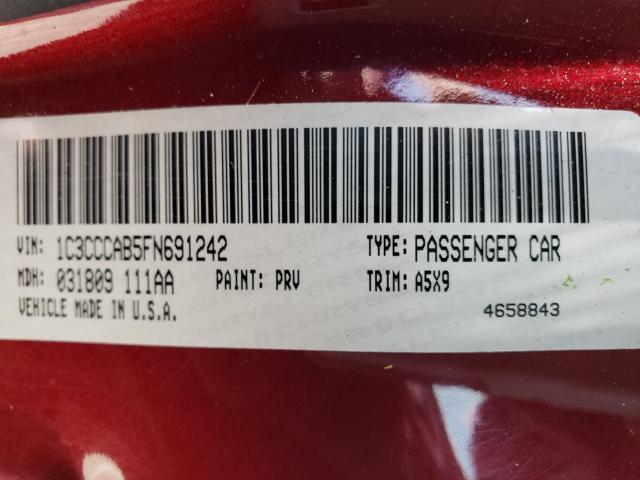 VIN: 1C3CCCAB5FN691242 TYPE: PASSENGER CAR
MDH: 031809 111AA PAINT: PRV TRIM: A5X9
VEHICLE MADE IN U.S.A. 4658843